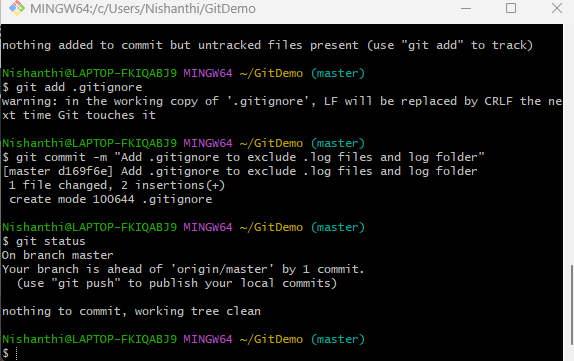 MINGW64:/c/Users/Nishanthi/GitDemo
nothing added to commit but untracked files present (use "git add" to track)
Nishanthi@LAPTOP-FKIQABJ9 MINGW64 ~/GitDemo (master)
$ git add .gitignore
warning: in the working copy of '.gitignore', LF will be replaced by CRLF the ne
xt time Git touches it
Nishanthi@LAPTOP-FKIQABJ9 MINGW64 ~/GitDemo (master)
$ git commit -m "Add .gitignore to exclude .log files and log folder"
[master d169f6e] Add .gitignore to exclude .log files and log folder
 1 file changed, 2 insertions(+)
 create mode 100644 .gitignore
Nishanthi@LAPTOP-FKIQABJ9 MINGW64 ~/GitDemo (master)
$ git status
On branch master
Your branch is ahead of 'origin/master' by 1 commit.
  (use "git push" to publish your local commits)
nothing to commit, working tree clean
Nishanthi@LAPTOP-FKIQABJ9 MINGW64 ~/GitDemo (master)
$